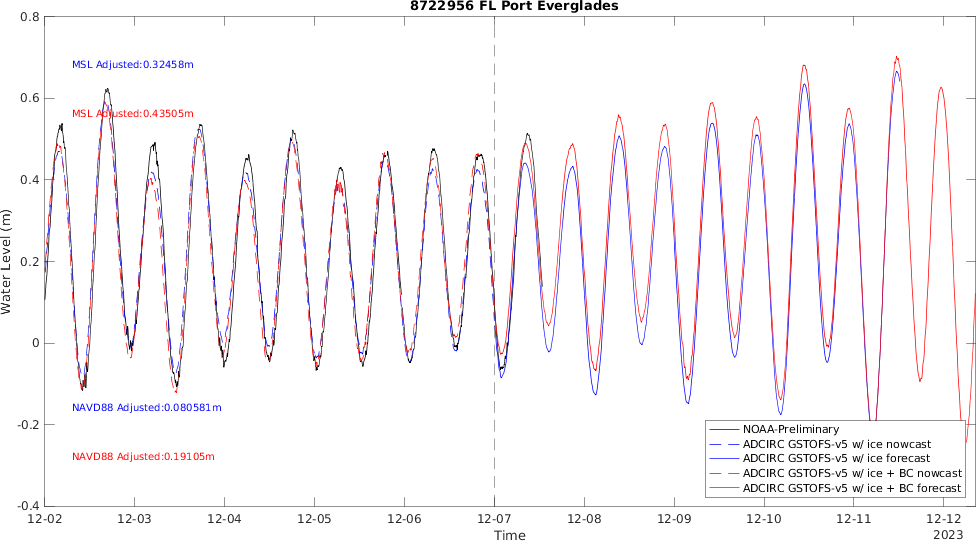 8722956 FL Port Everglades
0.8
0.6
0.4
0.2
0
-0.2
-0.4
Water Level (m)
MSL Adjusted:0.32458m
MSL Adjusted:0.43505m
NAVD88 Adjusted:0.080581m
NAVD88 Adjusted:0.19105m
NOAA-Preliminary
ADCIRC GSTOFS-v5 w/ ice nowcast
ADCIRC GSTOFS-v5 w/ ice forecast
ADCIRC GSTOFS-v5 w/ ice + BC nowcast
ADCIRC GSTOFS-v5 w/ ice + BC forecast
12-02 12-03 12-04 12-05 12-06 12-07 12-08 12-09 12-10 12-11 12-12
Time 2023